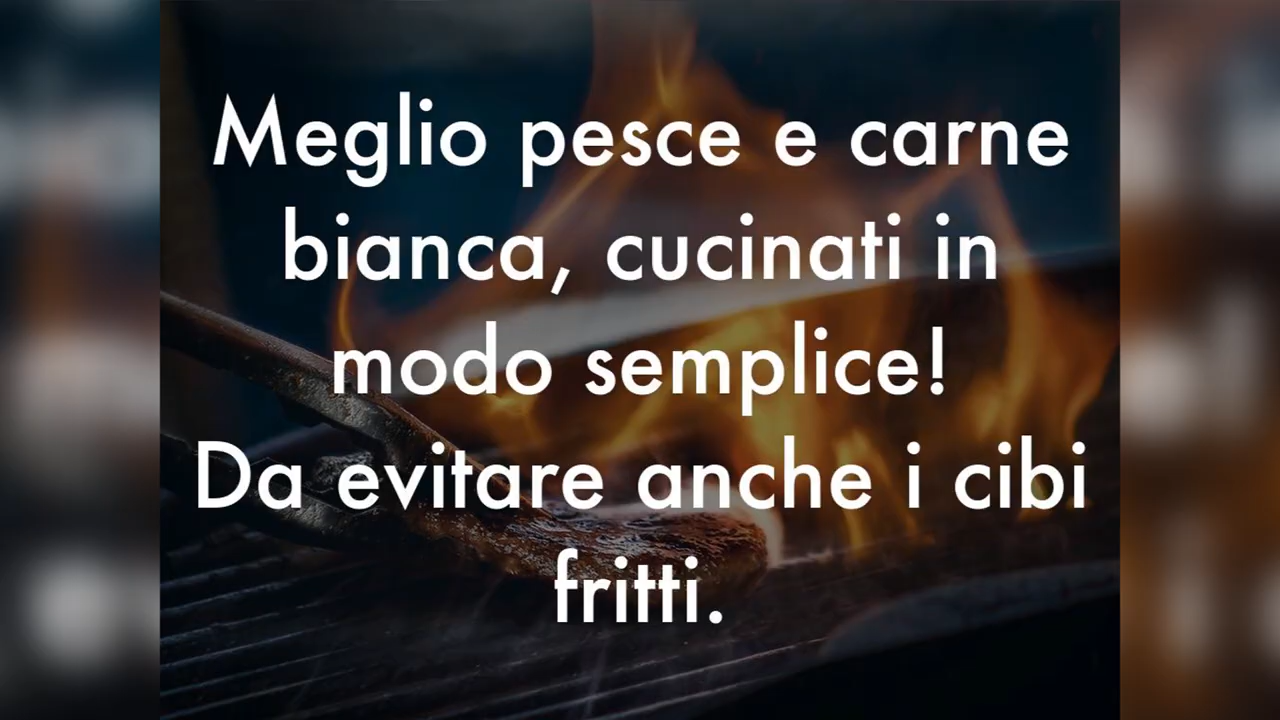 Meglio pesce e carne
bianca, cucinati in
modo semplice!
Da evitare anche i cibi
fritti.